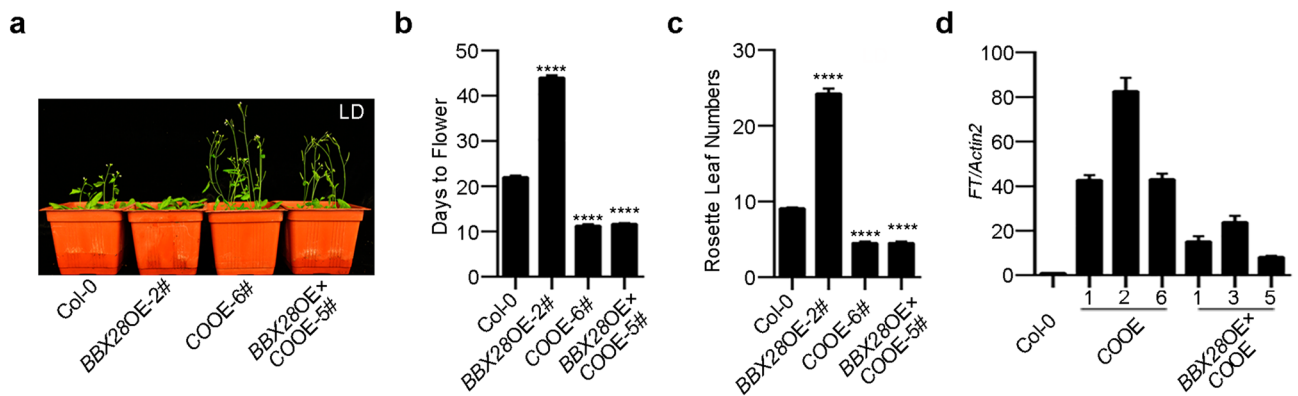 a
LD
Col-0
BBX28OE-2#
COOE-6#
BBX28OE×
COOE-5#
b
Days to Flower
50
40
30
20
10
0
****
****
****
Col-0
BBX28OE-2#
COOE-6#
BBX28OE×
COOE-5#
c
Rosette Leaf Numbers
30
20
10
0
****
****
****
Col-0
BBX28OE-2#
COOE-6#
BBX28OE×
COOE-5#
d
FT/Actin2
100
80
60
40
20
0
Col-0
1 2 6
COOE
1 3 5
BBX28OE×
COOE